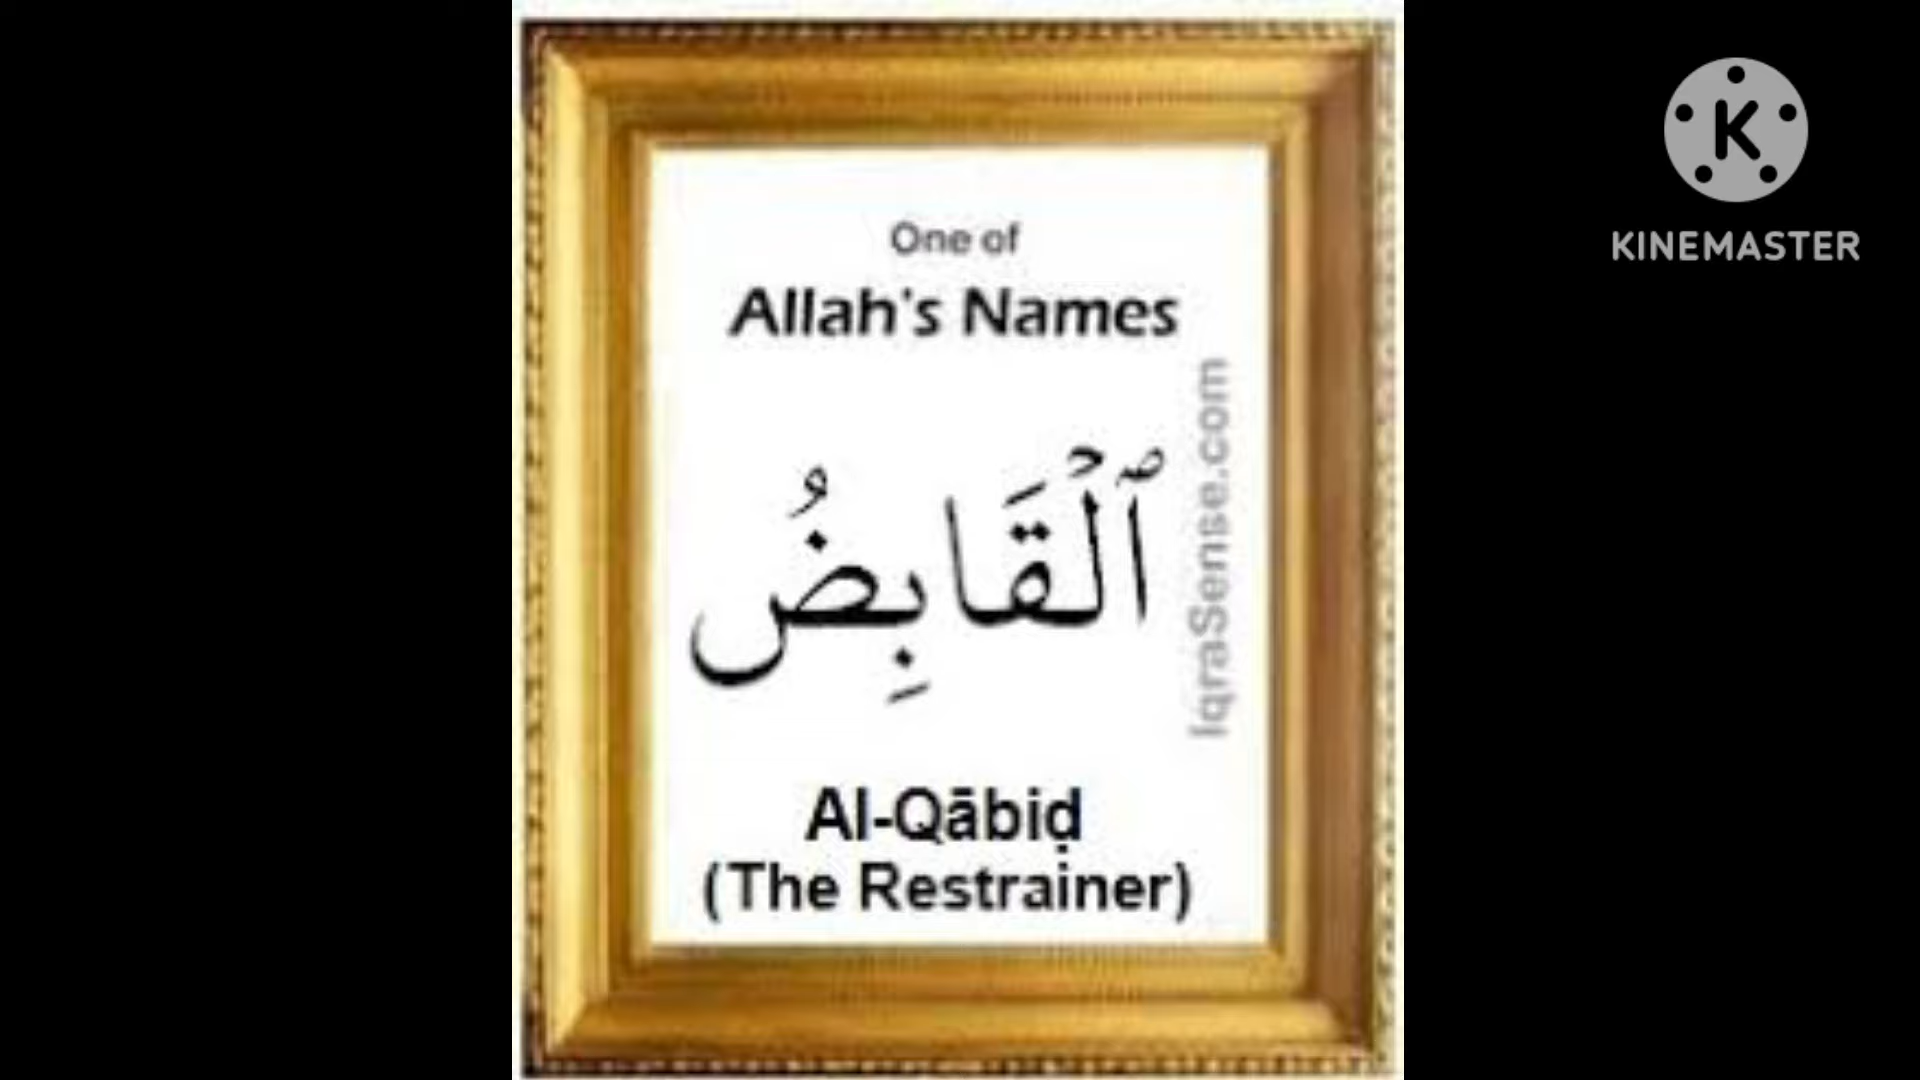 One of
Allah's Names
ٱلۡقَابِضُ
Al-Qābiḍ
(The Restrainer)
IqraSense.com
K
KINEMASTER